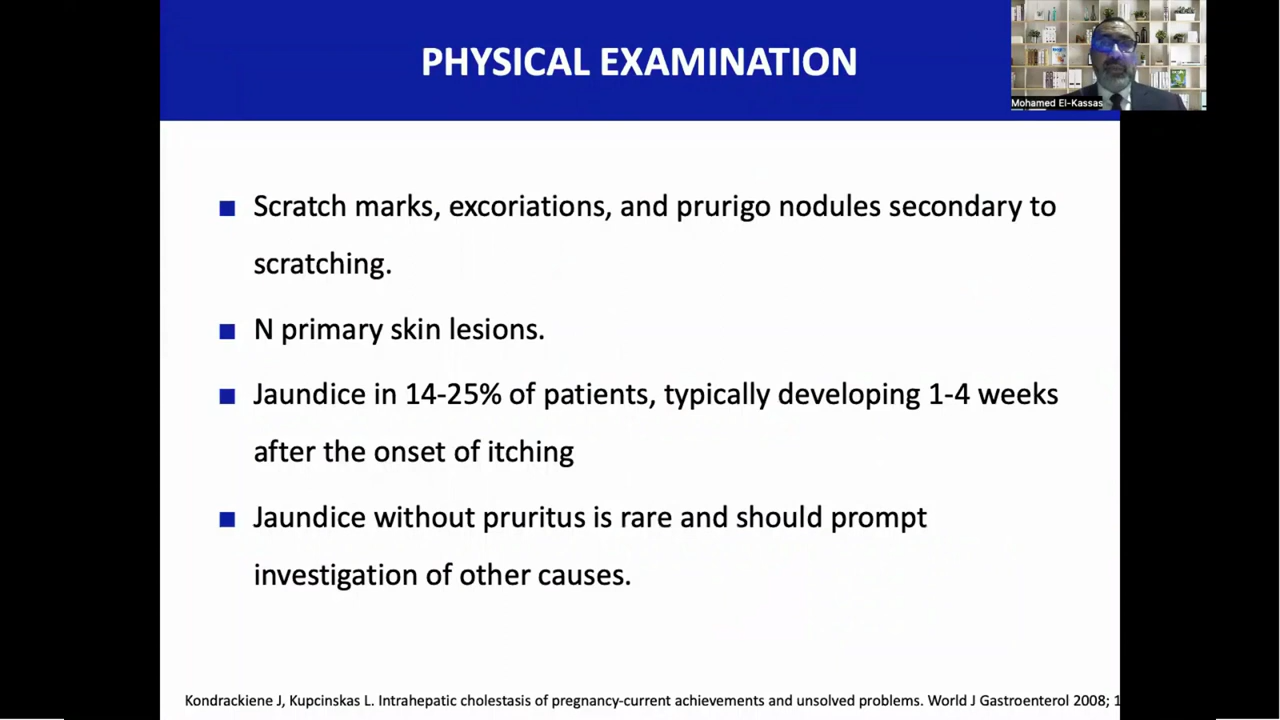 PHYSICAL EXAMINATION
Mohamed El-Kassas
Scratch marks, excoriations, and prurigo nodules secondary to
scratching.
N primary skin lesions.
Jaundice in 14-25% of patients, typically developing 1-4 weeks
after the onset of itching
Jaundice without pruritus is rare and should prompt
investigation of other causes.
Kondrackiene J, Kupcinskas L. Intrahepatic cholestasis of pregnancy-current achievements and unsolved problems. World J Gastroenterol 2008; 1